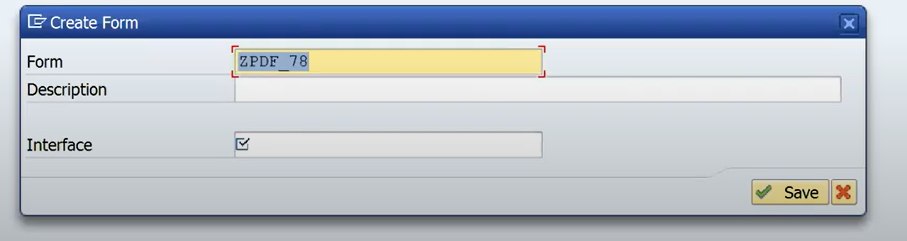 Create Form
Form ZPDF_78
Description
Interface
Save